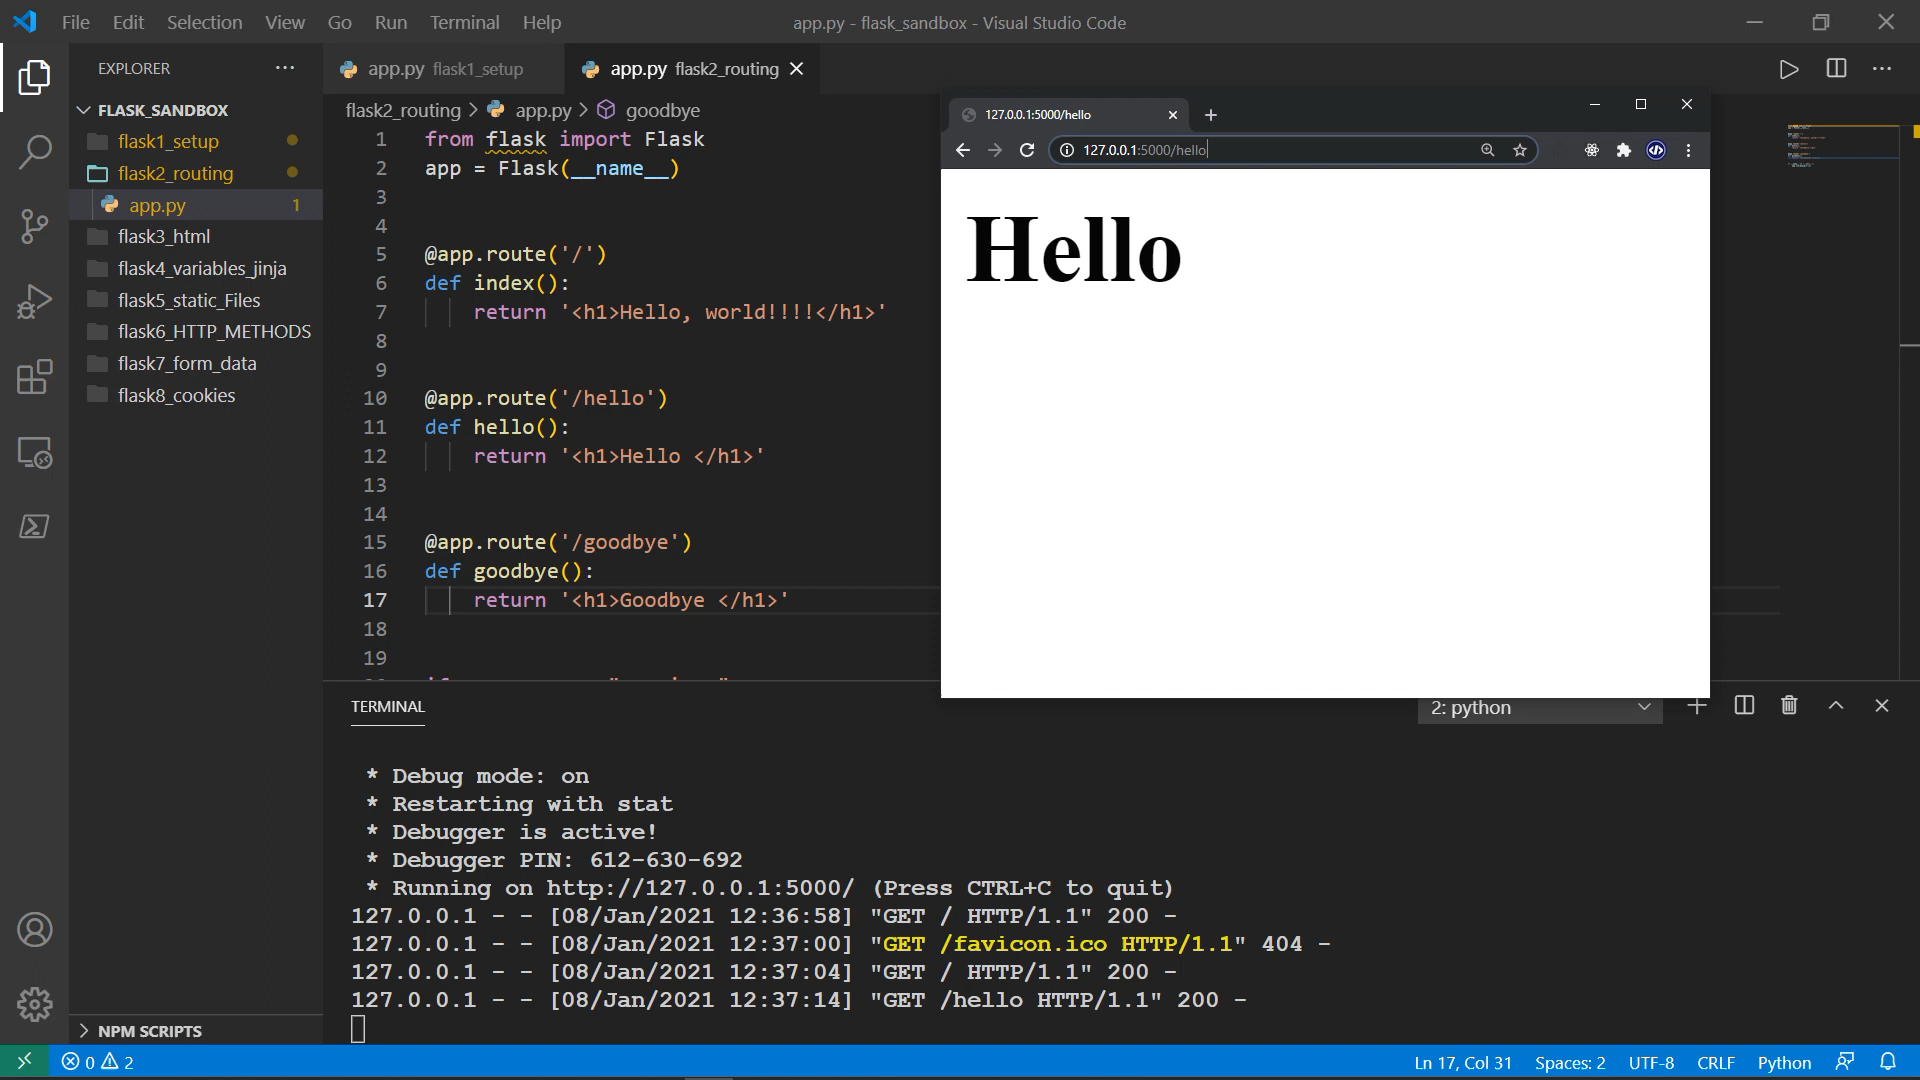 File Edit Selection View Go Run Terminal Help
app.py - flask_sandbox - Visual Studio Code
EXPLORER
FLASK_SANDBOX
flask1_setup
flask2_routing
app.py 1
flask3_html
flask4_variables_jinja
flask5_static_Files
flask6_HTTP_METHODS
flask7_form_data
flask8_cookies
NPM SCRIPTS
app.py flask1_setup
app.py flask2_routing
flask2_routing > app.py > goodbye
1 from flask import Flask
2 app = Flask(__name__)
3
4
5 @app.route('/')
6 def index():
7 return '<h1>Hello, world!!!!</h1>'
8
9
10 @app.route('/hello')
11 def hello():
12 return '<h1>Hello </h1>'
13
14
15 @app.route('/goodbye')
16 def goodbye():
17 return '<h1>Goodbye </h1>'
18
19
127.0.0.1:5000/hello
127.0.0.1:5000/hello
Hello
TERMINAL
2: python
* Debug mode: on
* Restarting with stat
* Debugger is active!
* Debugger PIN: 612-630-692
* Running on http://127.0.0.1:5000/ (Press CTRL+C to quit)
127.0.0.1 - - [08/Jan/2021 12:36:58] "GET / HTTP/1.1" 200 -
127.0.0.1 - - [08/Jan/2021 12:37:00] "GET /favicon.ico HTTP/1.1" 404 -
127.0.0.1 - - [08/Jan/2021 12:37:04] "GET / HTTP/1.1" 200 -
127.0.0.1 - - [08/Jan/2021 12:37:14] "GET /hello HTTP/1.1" 200 -
0 2
Ln 17, Col 31 Spaces: 2 UTF-8 CRLF Python